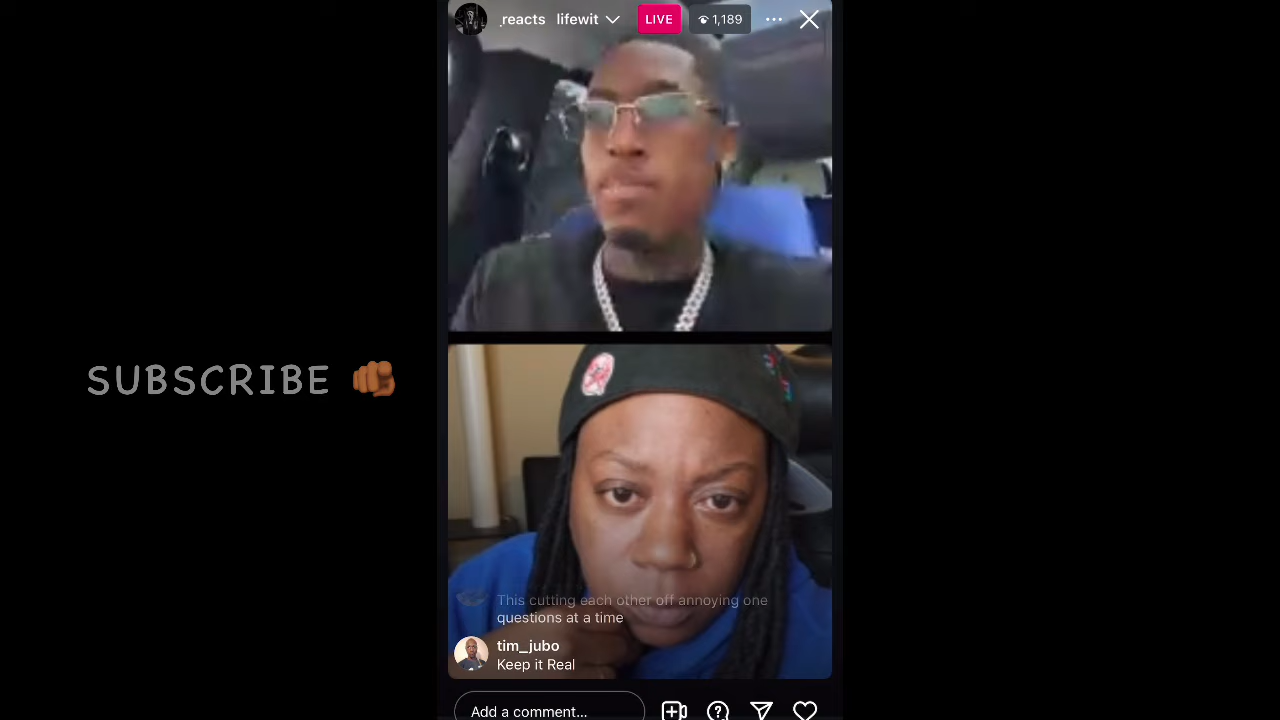 _reacts lifewit LIVE 1,189
SUBSCRIBE
This cutting each other off annoying one
questions at a time
tim_jubo
Keep it Real
Add a comment...